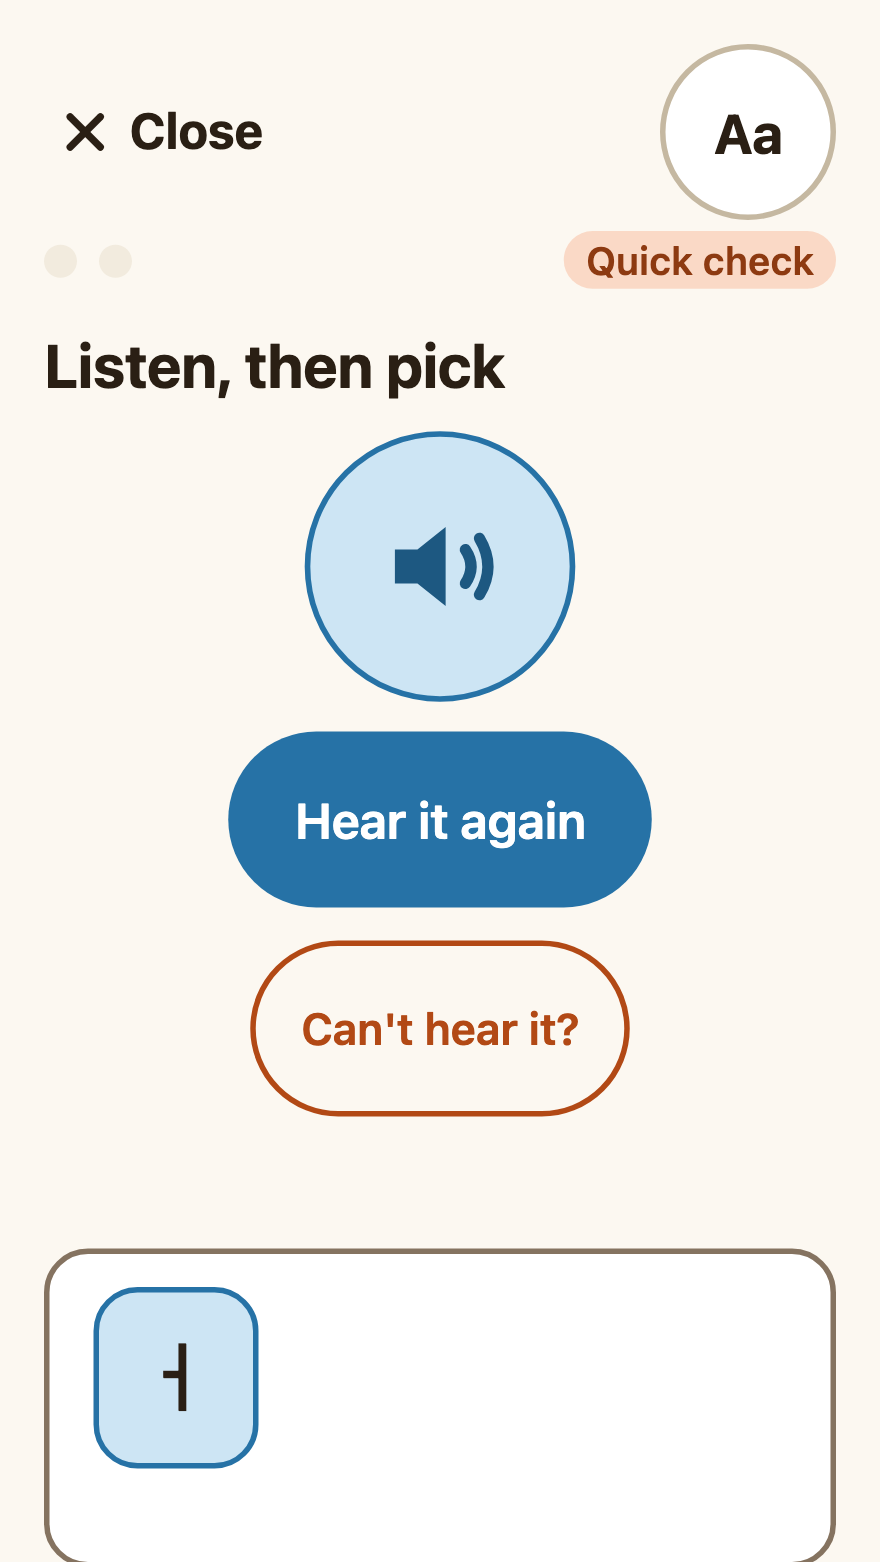 Close
Aa
Quick check
Listen, then pick
Hear it again
Can't hear it?
ㅓ